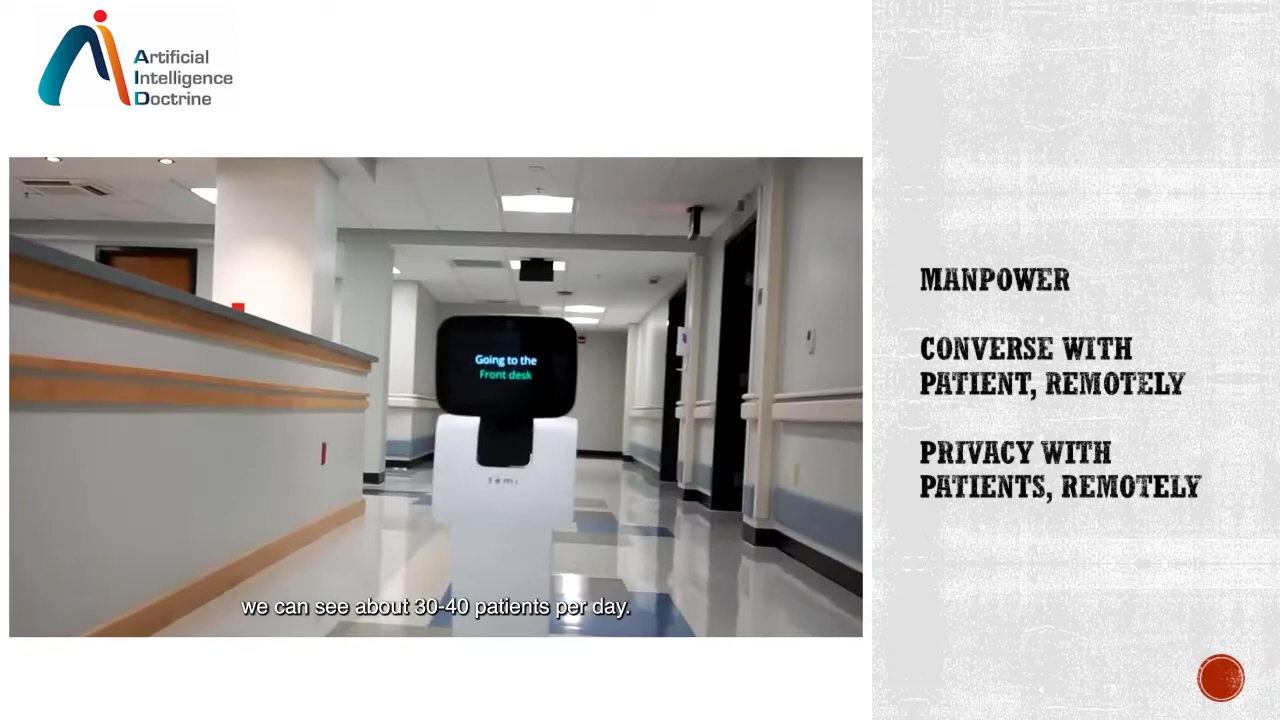 Artificial
Intelligence
Doctrine
Going to the
Front desk
temi
we can see about 30-40 patients per day.
MANPOWER
CONVERSE WITH
PATIENT, REMOTELY
PRIVACY WITH
PATIENTS, REMOTELY